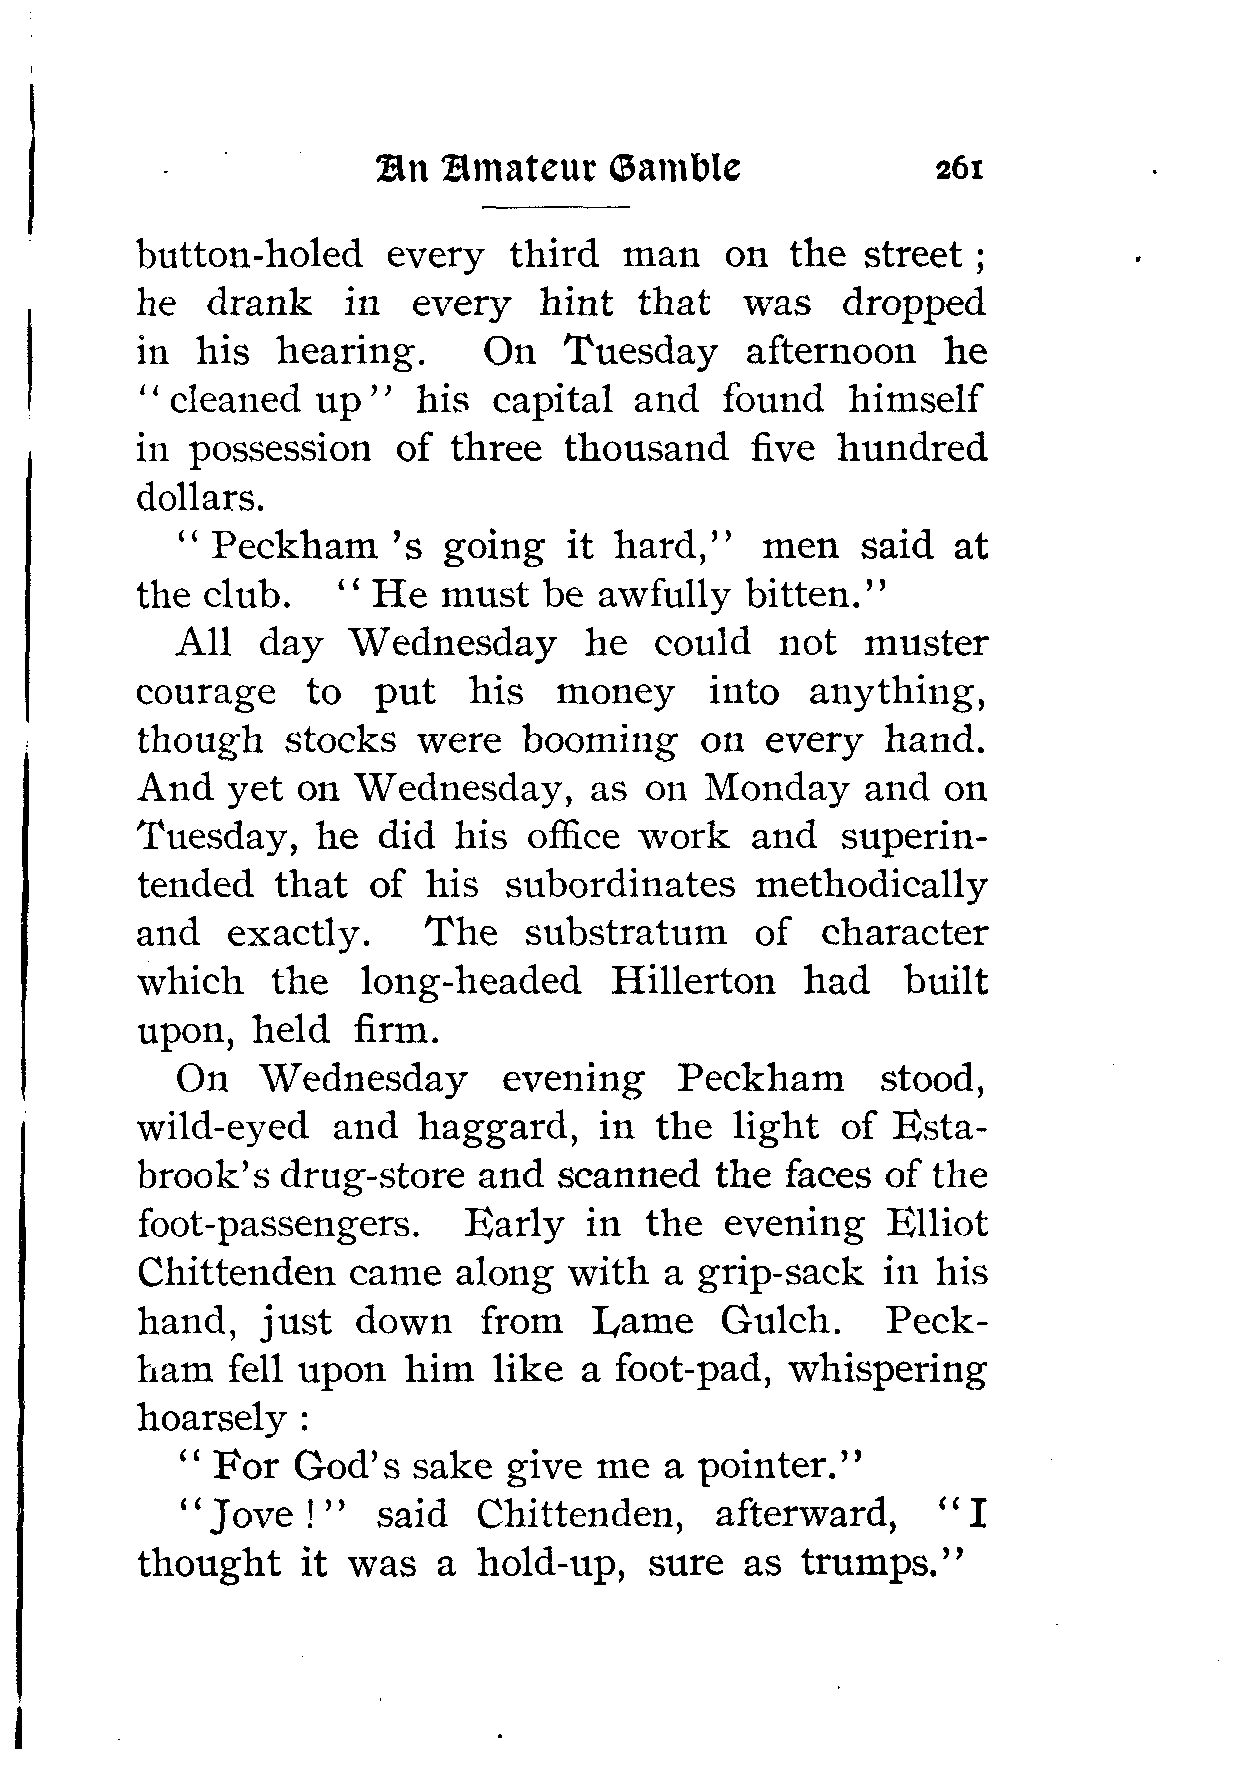 An Amateur Gamble 261
button-holed every third man on the street ;
he drank in every hint that was dropped
in his hearing. On Tuesday afternoon he
" cleaned up " his capital and found himself
in possession of three thousand five hundred
dollars.
" Peckham 's going it hard," men said at
the club. " He must be awfully bitten."
All day Wednesday he could not muster
courage to put his money into anything,
though stocks were booming on every hand.
And yet on Wednesday, as on Monday and on
Tuesday, he did his office work and superin-
tended that of his subordinates methodically
and exactly. The substratum of character
which the long-headed Hillerton had built
upon, held firm.
On Wednesday evening Peckham stood,
wild-eyed and haggard, in the light of Esta-
brook's drug-store and scanned the faces of the
foot-passengers. Early in the evening Elliot
Chittenden came along with a grip-sack in his
hand, just down from Lame Gulch. Peck-
ham fell upon him like a foot-pad, whispering
hoarsely :
" For God's sake give me a pointer."
" Jove ! " said Chittenden, afterward, " I
thought it was a hold-up, sure as trumps."